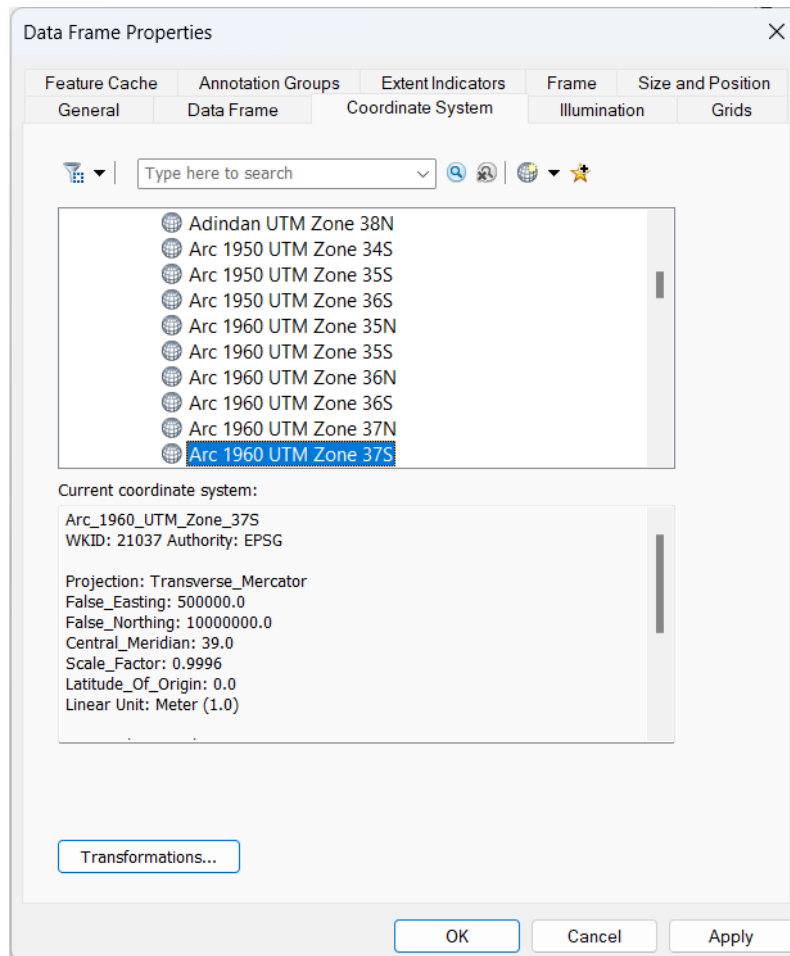 Data Frame Properties
Feature Cache Annotation Groups Extent Indicators Frame Size and Position
General Data Frame Coordinate System Illumination Grids
Type here to search
Adindan UTM Zone 38N
Arc 1950 UTM Zone 34S
Arc 1950 UTM Zone 35S
Arc 1950 UTM Zone 36S
Arc 1960 UTM Zone 35N
Arc 1960 UTM Zone 35S
Arc 1960 UTM Zone 36N
Arc 1960 UTM Zone 36S
Arc 1960 UTM Zone 37N
Arc 1960 UTM Zone 37S
Current coordinate system:
Arc_1960_UTM_Zone_37S
WKID: 21037 Authority: EPSG
Projection: Transverse_Mercator
False_Easting: 500000.0
False_Northing: 10000000.0
Central_Meridian: 39.0
Scale_Factor: 0.9996
Latitude_Of_Origin: 0.0
Linear Unit: Meter (1.0)
Transformations...
OK Cancel Apply